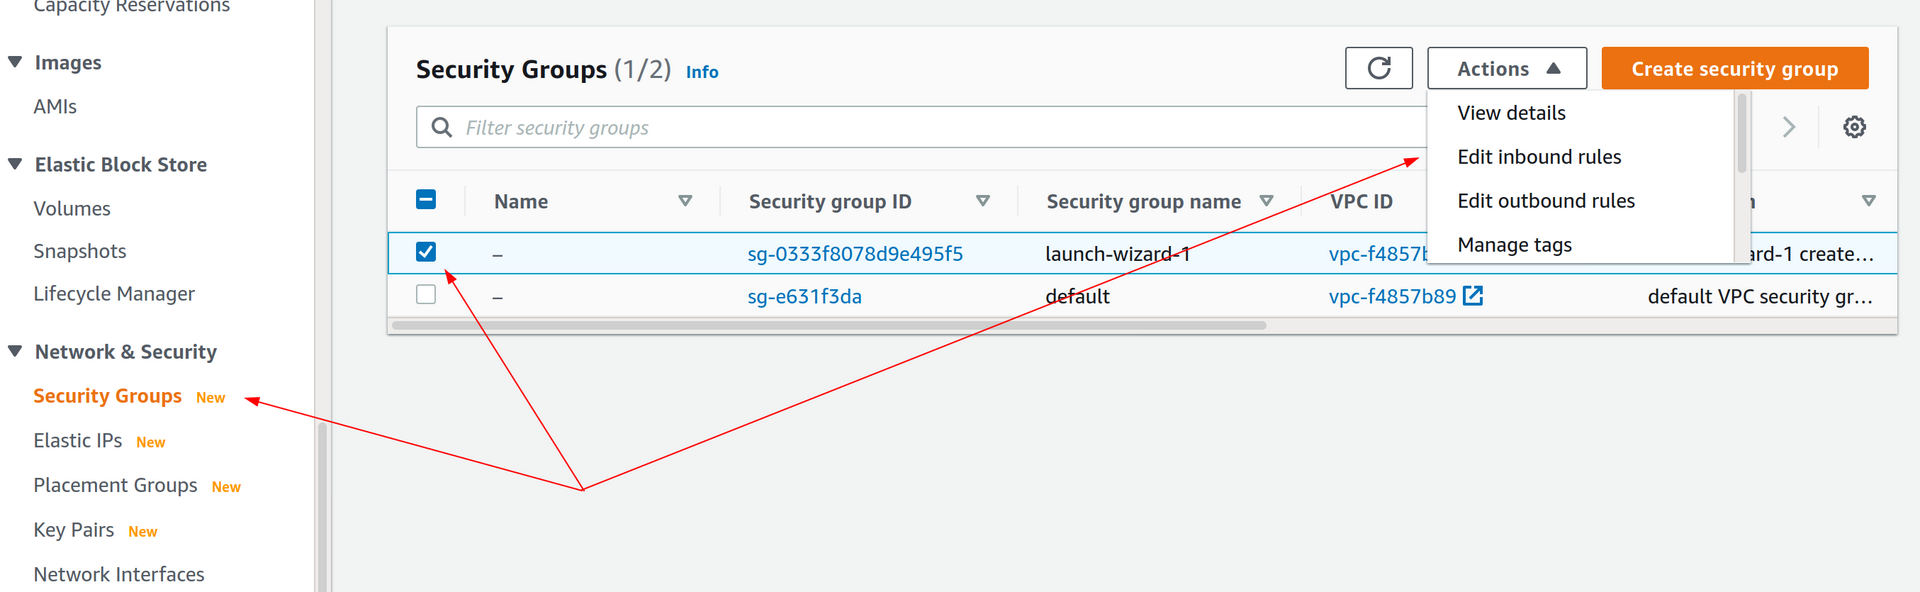 Capacity Reservations
Images
AMIs
Elastic Block Store
Volumes
Snapshots
Lifecycle Manager
Network & Security
Security Groups New
Elastic IPs New
Placement Groups New
Key Pairs New
Network Interfaces
Security Groups (1/2) Info
Actions
Create security group
Filter security groups
View details
Edit inbound rules
Edit outbound rules
Manage tags
Name Security group ID Security group name VPC ID
– sg-0333f8078d9e495f5 launch-wizard-1 vpc-f4857b ard-1 create...
– sg-e631f3da default vpc-f4857b89 default VPC security gr...